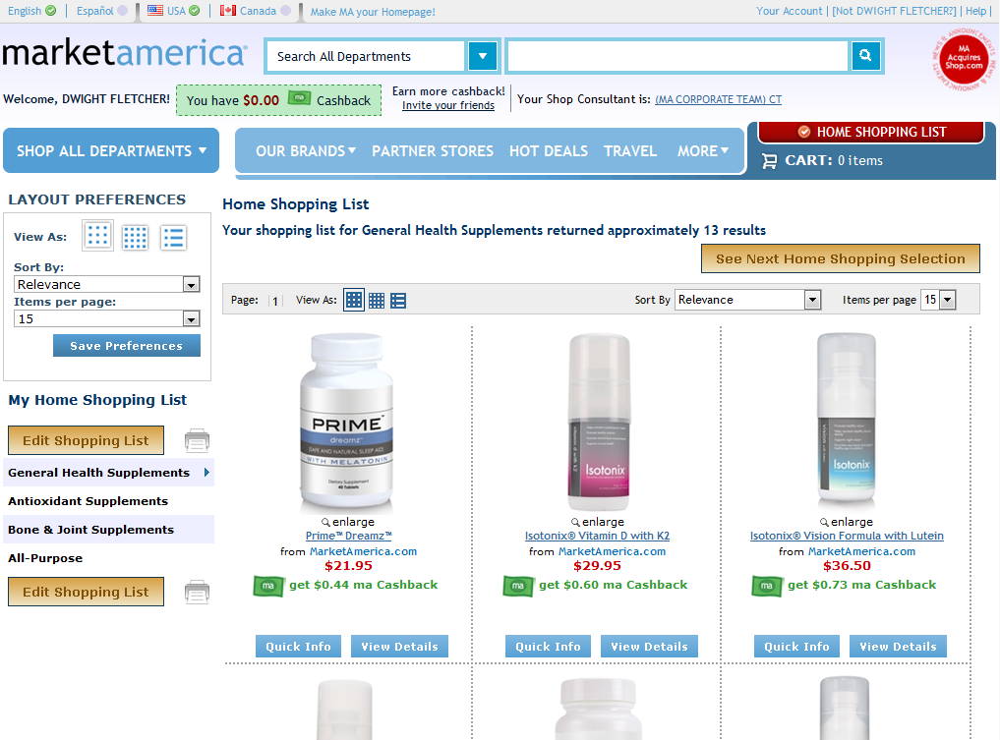 English
Español
USA
Canada
Make MA your Homepage!
Your Account | [Not DWIGHT FLETCHER?] | Help |
marketamerica®
Search All Departments
NEWS & ANNOUNCEMENTS
MA
Acquires
Shop.com
Welcome, DWIGHT FLETCHER!
You have $0.00 ma Cashback
Earn more cashback!
Invite your friends
Your Shop Consultant is: (MA CORPORATE TEAM) CT
SHOP ALL DEPARTMENTS
OUR BRANDS
PARTNER STORES
HOT DEALS
TRAVEL
MORE
HOME SHOPPING LIST
CART: 0 items
LAYOUT PREFERENCES
View As:
Sort By:
Relevance
Items per page:
15
Save Preferences
My Home Shopping List
Edit Shopping List
General Health Supplements
Antioxidant Supplements
Bone & Joint Supplements
All-Purpose
Edit Shopping List
Home Shopping List
Your shopping list for General Health Supplements returned approximately 13 results
See Next Home Shopping Selection
Page: 1 View As:
Sort By Relevance
Items per page 15
PRIME™
dreamz™
SAFE AND NATURAL SLEEP AIDS
WITH MELATONIN
Dietary Supplement
enlarge
Prime™ Dreamz™
from MarketAmerica.com
$21.95
ma get $0.44 ma Cashback
Quick Info
View Details
vitamin d with k2
Isotonix®
enlarge
Isotonix® Vitamin D with K2
from MarketAmerica.com
$29.95
ma get $0.60 ma Cashback
Quick Info
View Details
Isotonix®
enlarge
Isotonix® Vision Formula with Lutein
from MarketAmerica.com
$36.50
ma get $0.73 ma Cashback
Quick Info
View Details